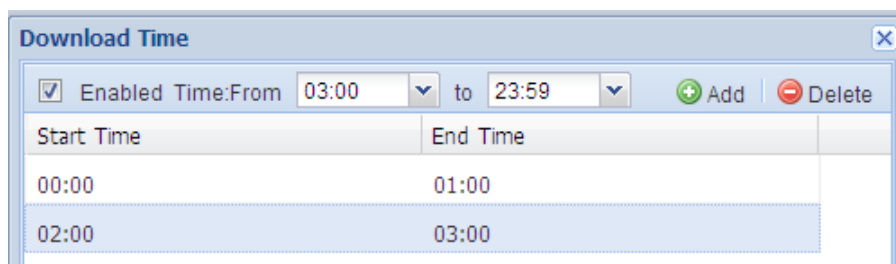 Download Time
Enabled Time:From 03:00 to 23:59 Add Delete
Start Time End Time
00:00 01:00
02:00 03:00